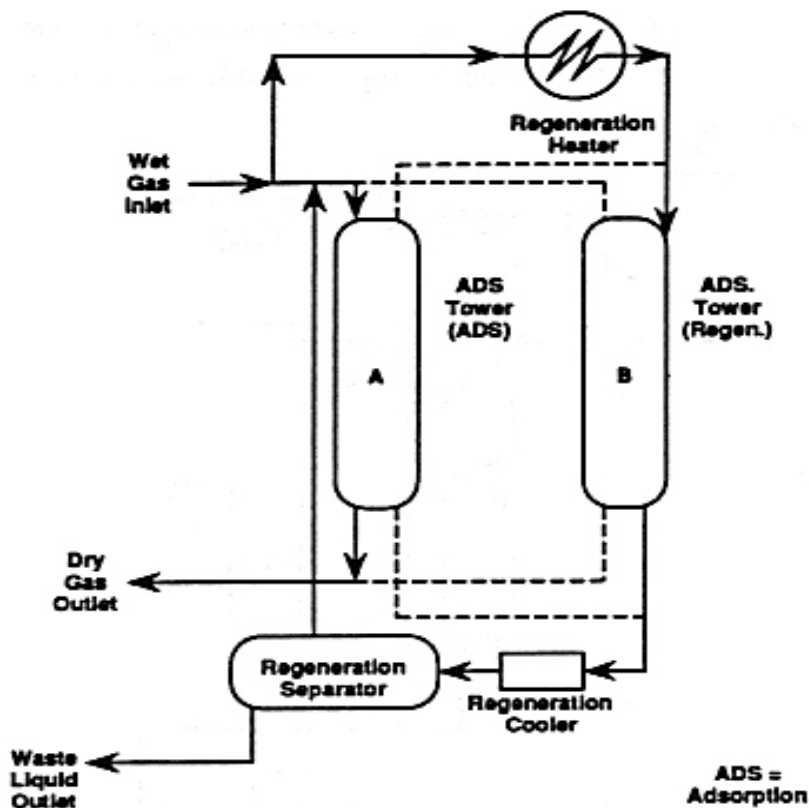 Regeneration
Heater
Wet
Gas
Inlet
ADS
Tower
(ADS)
ADS.
Tower
(Regen.)
A
B
Dry
Gas
Outlet
Regeneration
Separator
Regeneration
Cooler
Waste
Liquid
Outlet
ADS =
Adsorption